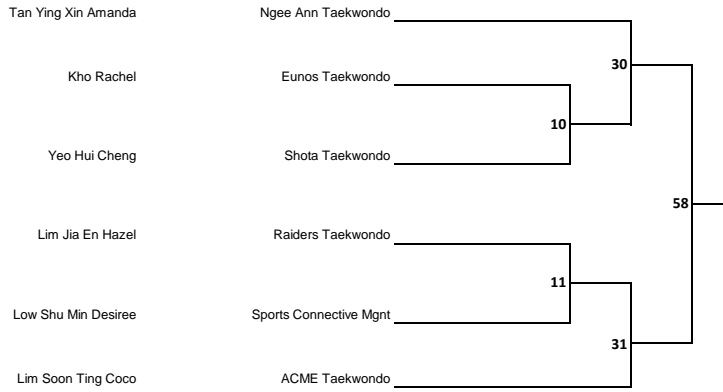 Tan Ying Xin Amanda Ngee Ann Taekwondo
30
Kho Rachel Eunos Taekwondo
10
Yeo Hui Cheng Shota Taekwondo
58
Lim Jia En Hazel Raiders Taekwondo
11
Low Shu Min Desiree Sports Connective Mgnt
31
Lim Soon Ting Coco ACME Taekwondo